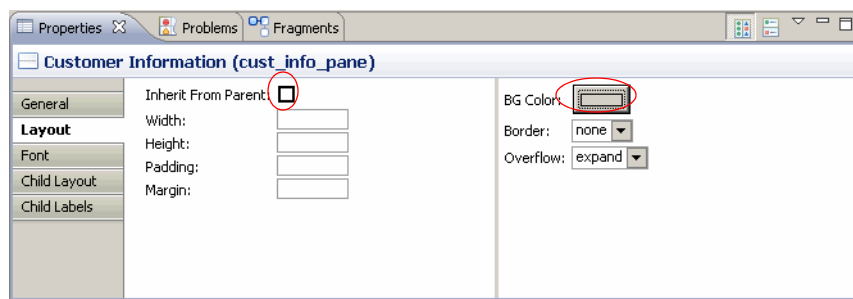 Properties Problems Fragments
Customer Information (cust_info_pane)
General
Layout
Font
Child Layout
Child Labels
Inherit From Parent:
Width:
Height:
Padding:
Margin:
BG Color:
Border: none
Overflow: expand